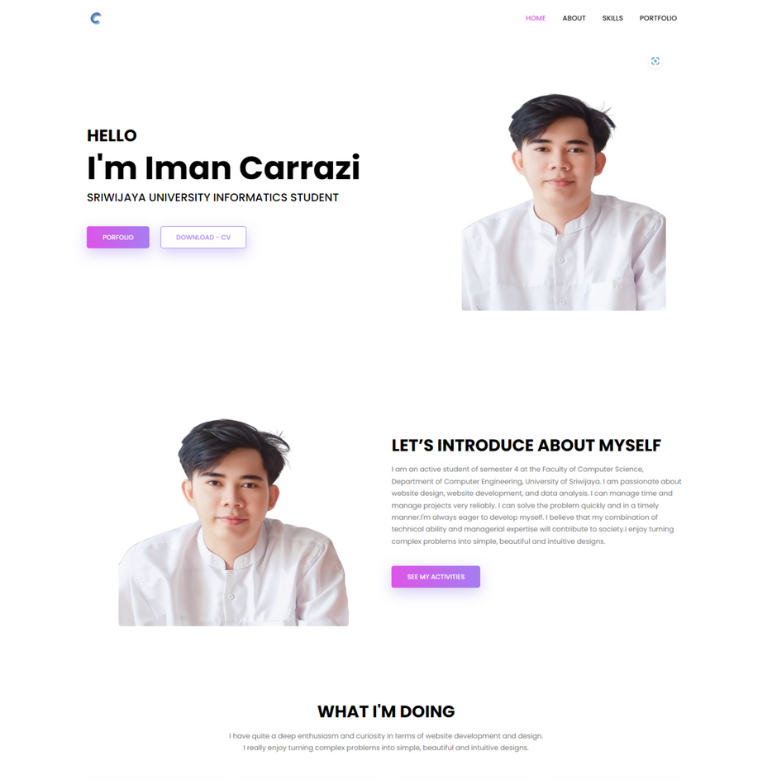 HOME ABOUT SKILLS PORTFOLIO
HELLO
I'm Iman Carrazi
SRIWIJAYA UNIVERSITY INFORMATICS STUDENT
PORFOLIO DOWNLOAD - CV
LET'S INTRODUCE ABOUT MYSELF
I am an active student of semester 4 at the Faculty of Computer Science,
Department of Computer Engineering, University of Sriwijaya. I am passionate about
website design, website development, and data analysis. I can manage time and
manage projects very reliably. I can solve the problem quickly and in a timely
manner.I'm always eager to develop myself. I believe that my combination of
technical ability and managerial expertise will contribute to society.I enjoy turning
complex problems into simple, beautiful and intuitive designs.
SEE MY ACTIVITIES
WHAT I'M DOING
I have quite a deep enthusiasm and curiosity in terms of website development and design.
I really enjoy turning complex problems into simple, beautiful and intuitive designs.